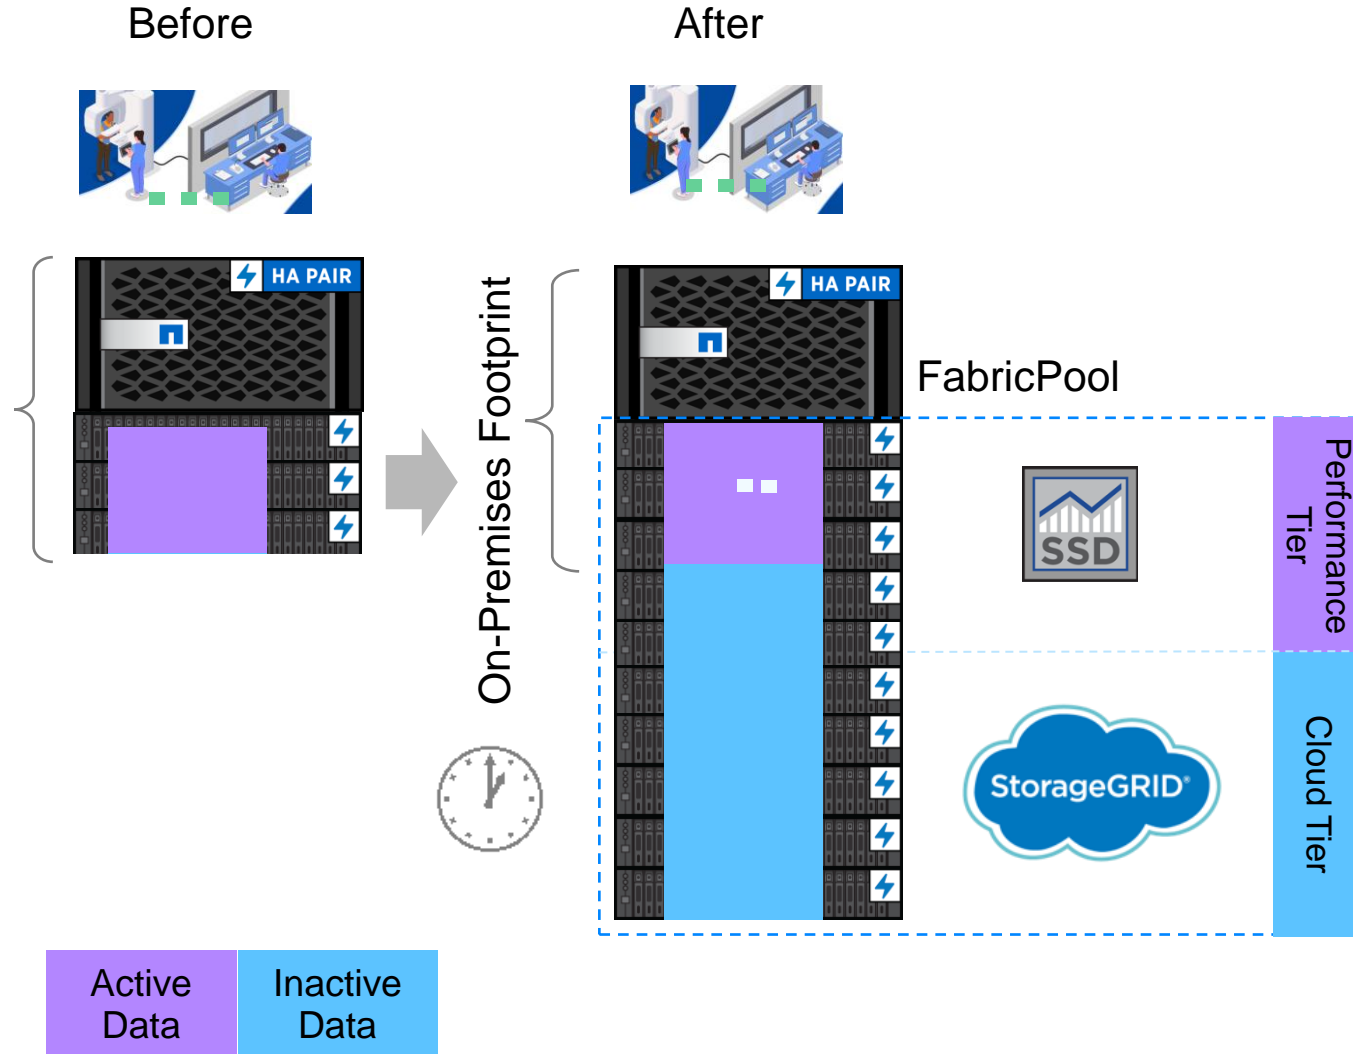 Before
After
HA PAIR
HA PAIR
On-Premises Footprint
FabricPool
SSD
Performance
Tier
StorageGRID®
Cloud Tier
Active
Data
Inactive
Data